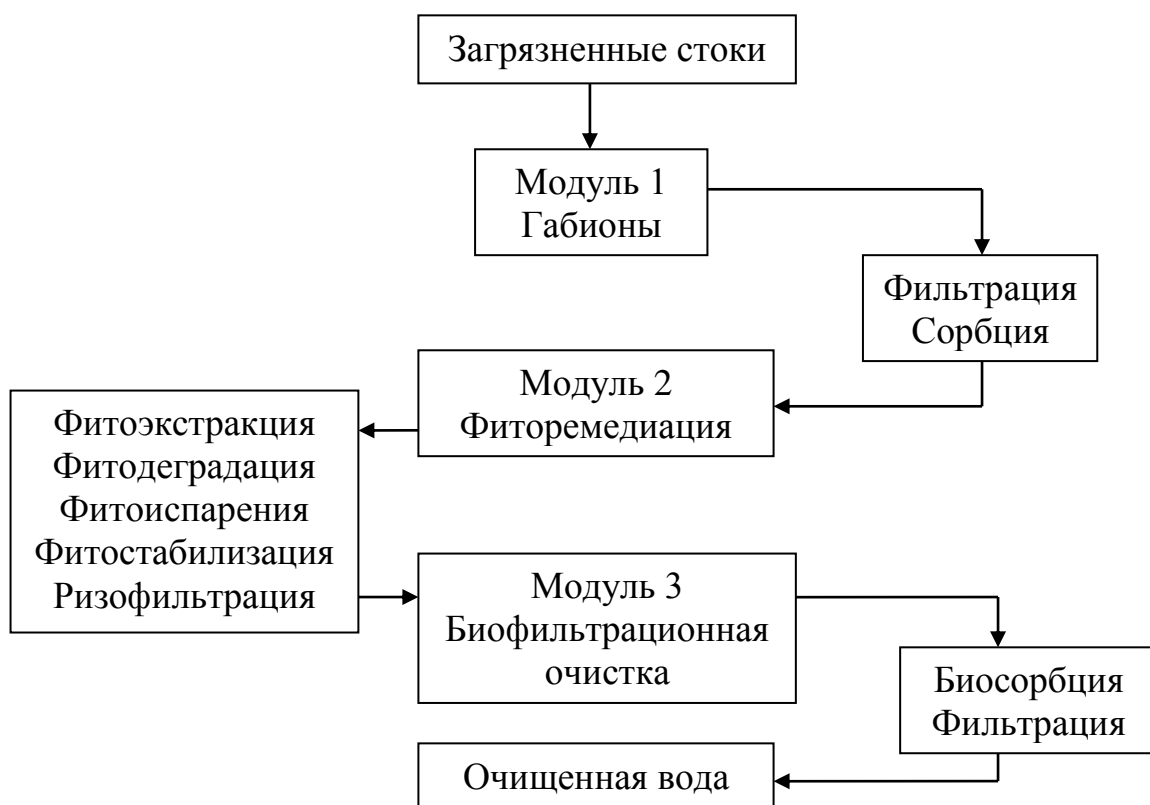 Загрязненные стоки
Модуль 1
Габионы
Фильтрация
Сорбция
Модуль 2
Фиторемедиация
Фитоэкстракция
Фитодеградация
Фитоиспарения
Фитостабилизация
Ризофильтрация
Модуль 3
Биофильтрационная
очистка
Биосорбция
Фильтрация
Очищенная вода